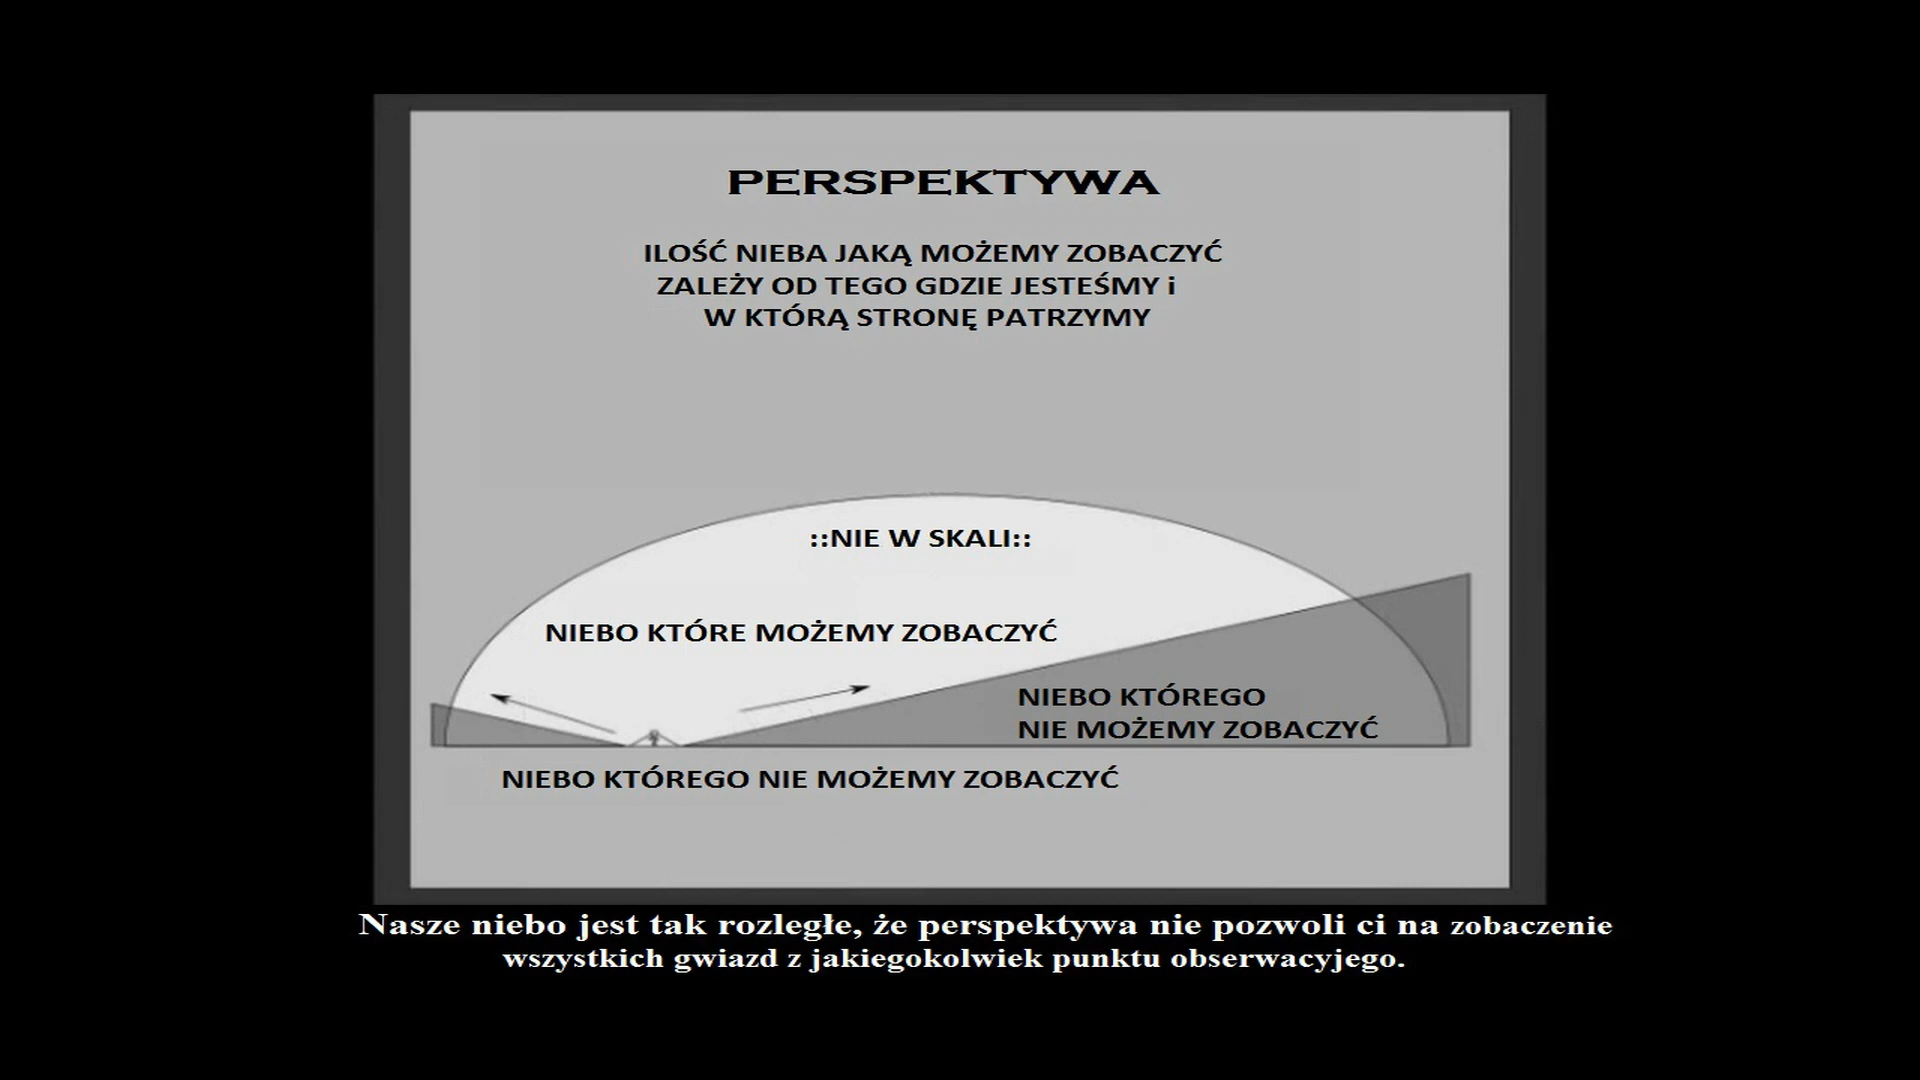 PERSPEKTYWA
ILOŚĆ NIEBA JAKĄ MOŻEMY ZOBACZYĆ
ZALEŻY OD TEGO GDZIE JESTEŚMY i
W KTÓRĄ STRONĘ PATRZYMY
::NIE W SKALI::
NIEBO KTÓRE MOŻEMY ZOBACZYĆ
NIEBO KTÓREGO
NIE MOŻEMY ZOBACZYĆ
NIEBO KTÓREGO NIE MOŻEMY ZOBACZYĆ
Nasze niebo jest tak rozległe, że perspektywa nie pozwoli ci na zobaczenie
wszystkich gwiazd z jakiegokolwiek punktu obserwacyjego.